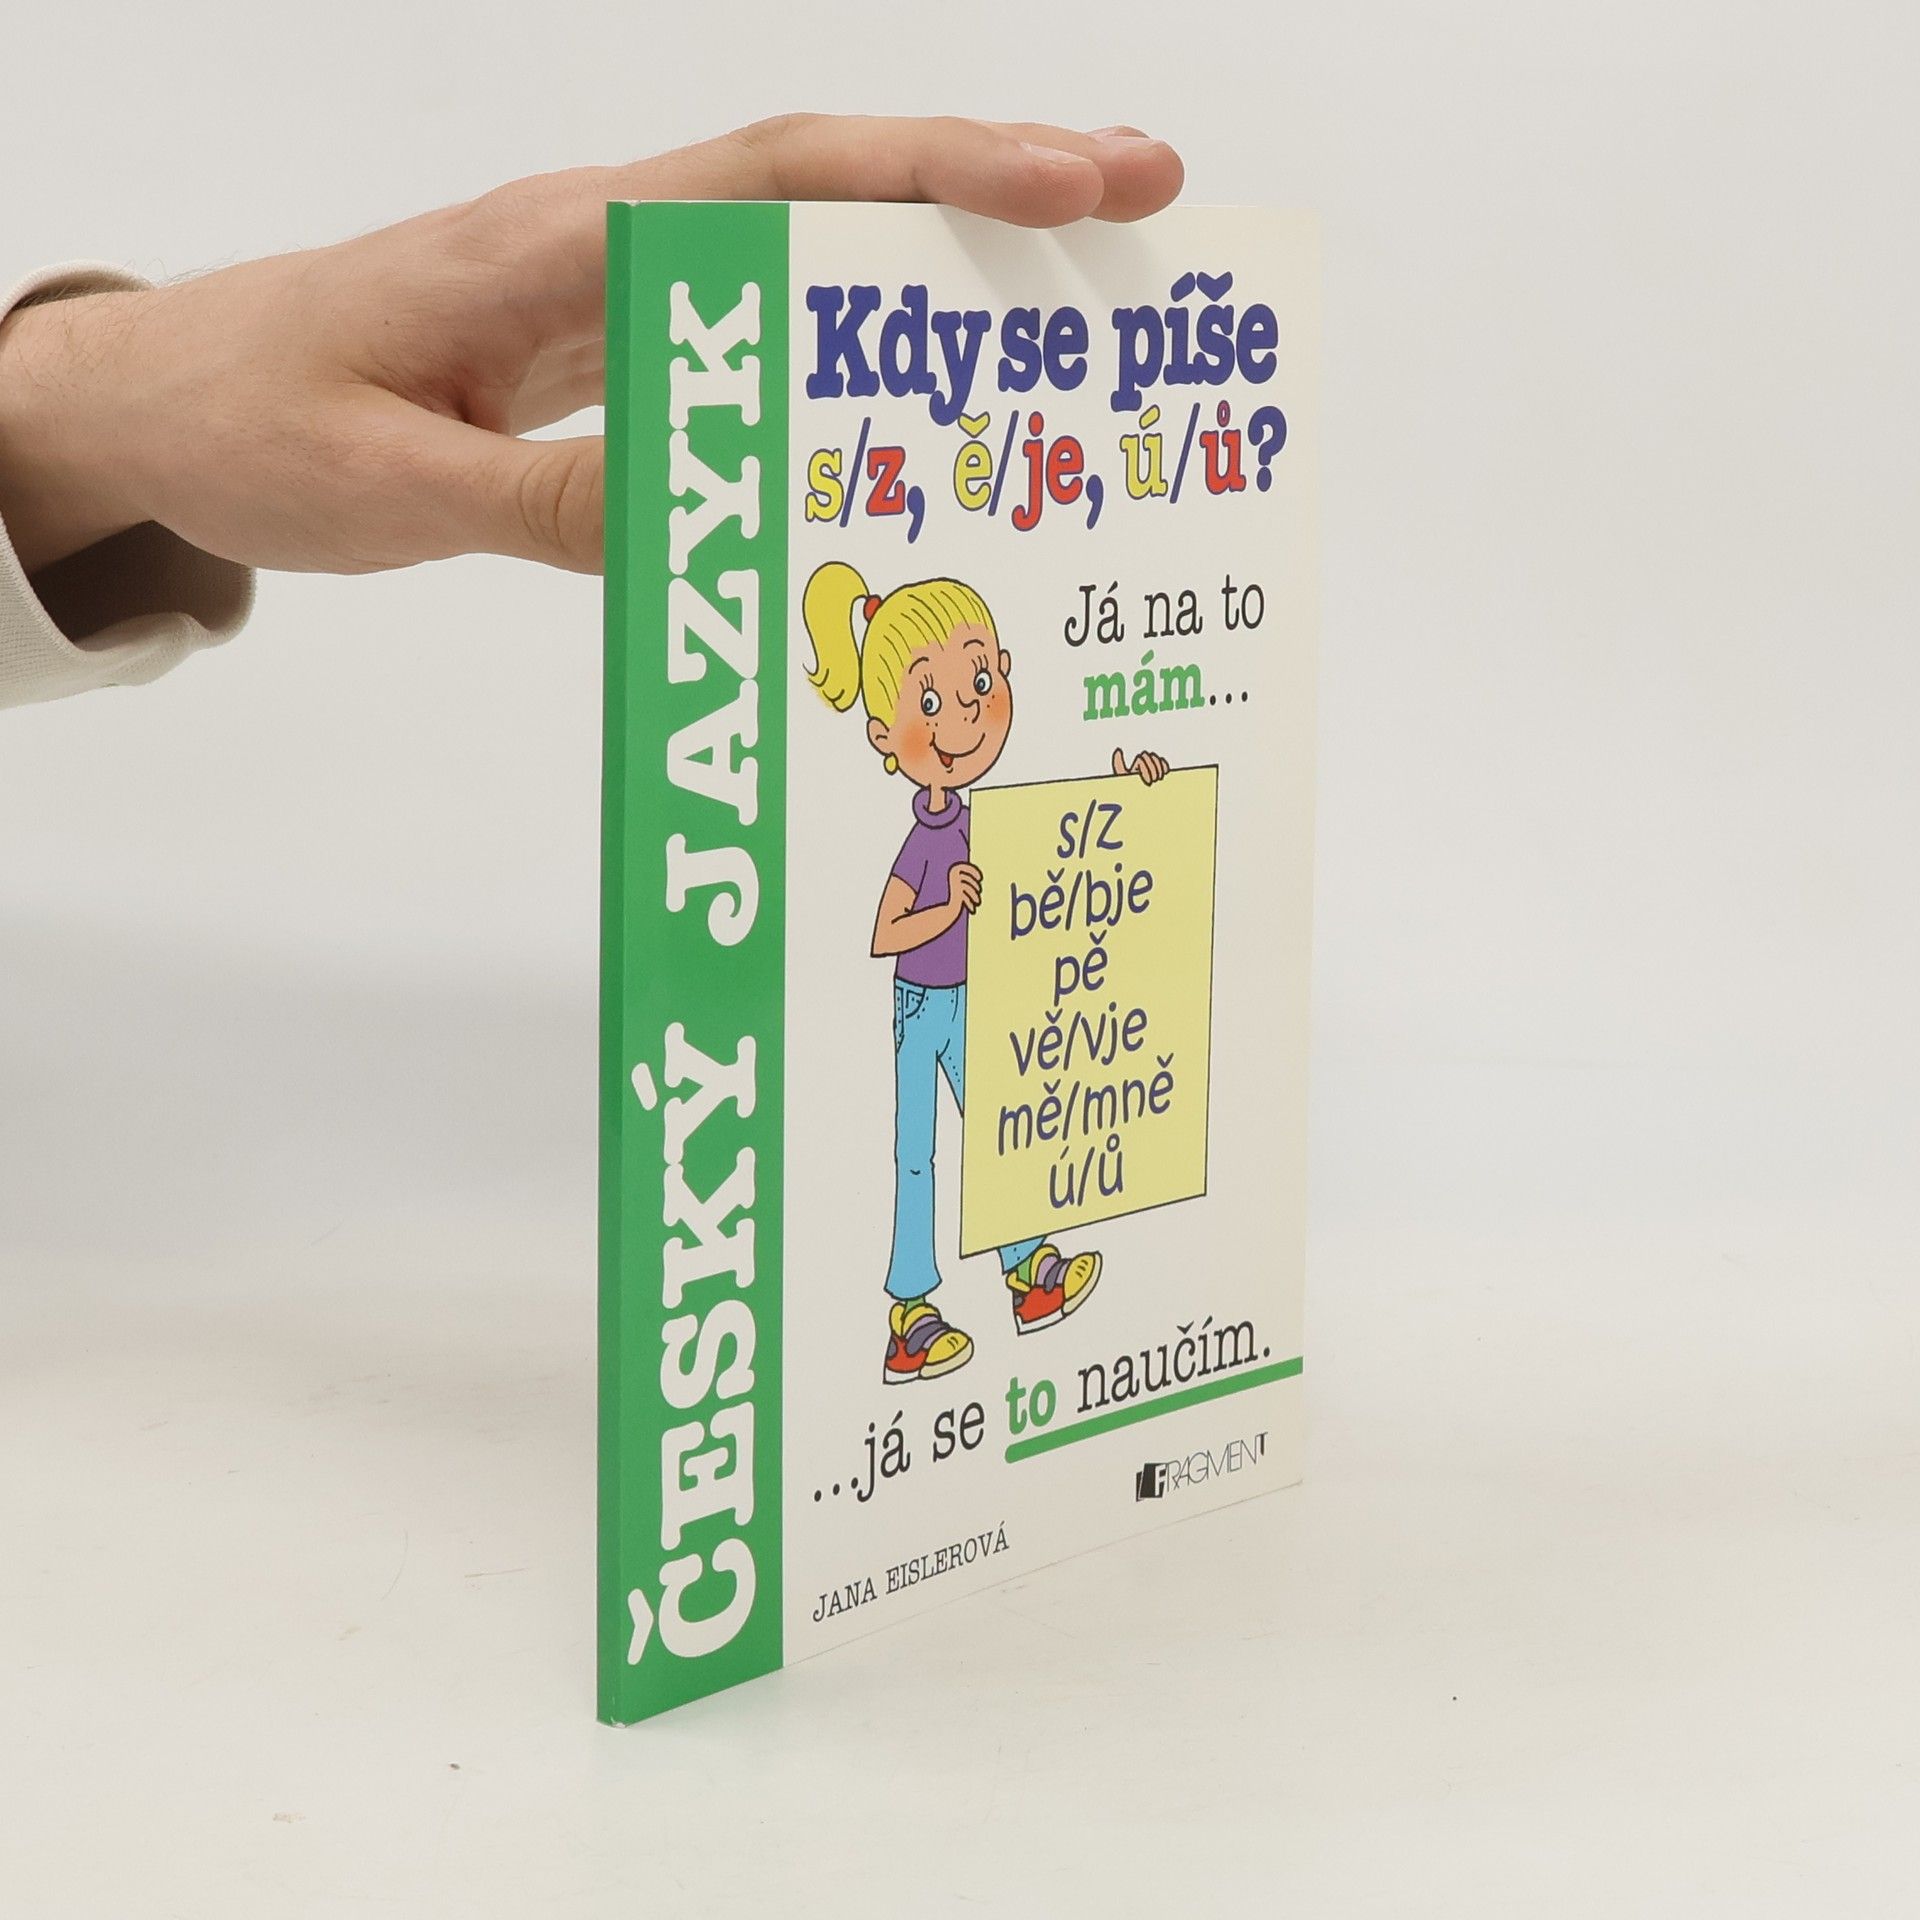 ČESKÝ JAZYK
Kdy se píše
s/z, ě/je, ú/ů?
Já na to
mám...
s/z
bě/bje
pě
vě/vje
mě/mně
ú/ů
...já se to naučím.
FRAGMENT
JANA EISLEROVÁ